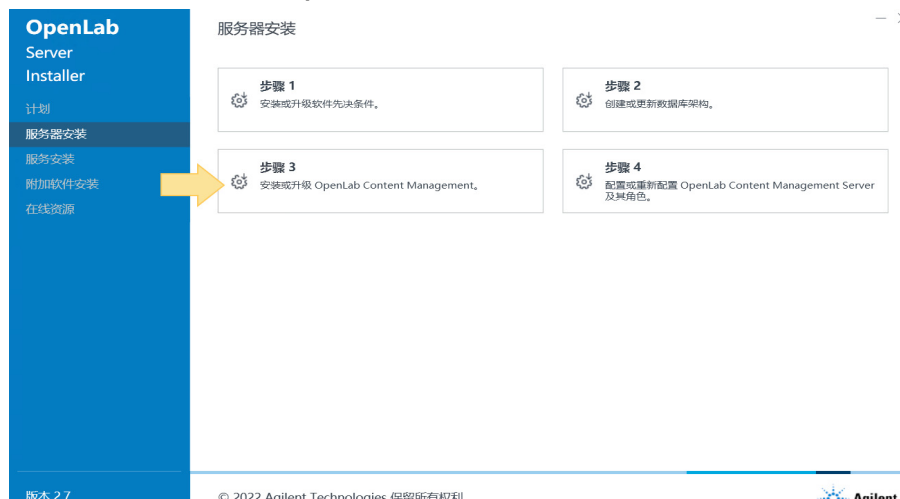 OpenLab
Server
Installer
计划
服务器安装
服务安装
附加软件安装
在线资源
版本 2.7
服务器安装
步骤 1
安装或升级软件先决条件。
步骤 2
创建或更新数据库架构。
步骤 3
安装或升级 OpenLab Content Management。
步骤 4
配置或重新配置 OpenLab Content Management Server
及其角色。
© 2022 Agilent Technologies 保留所有权利
Agilent